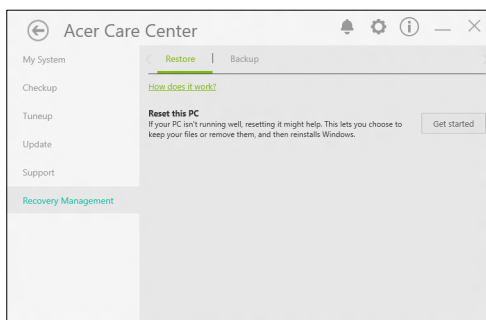 Acer Care Center
My System
Checkup
Tuneup
Update
Support
Recovery Management
Restore | Backup
How does it work?
Reset this PC
If your PC isn't running well, resetting it might help. This lets you choose to
keep your files or remove them, and then reinstalls Windows.
Get started